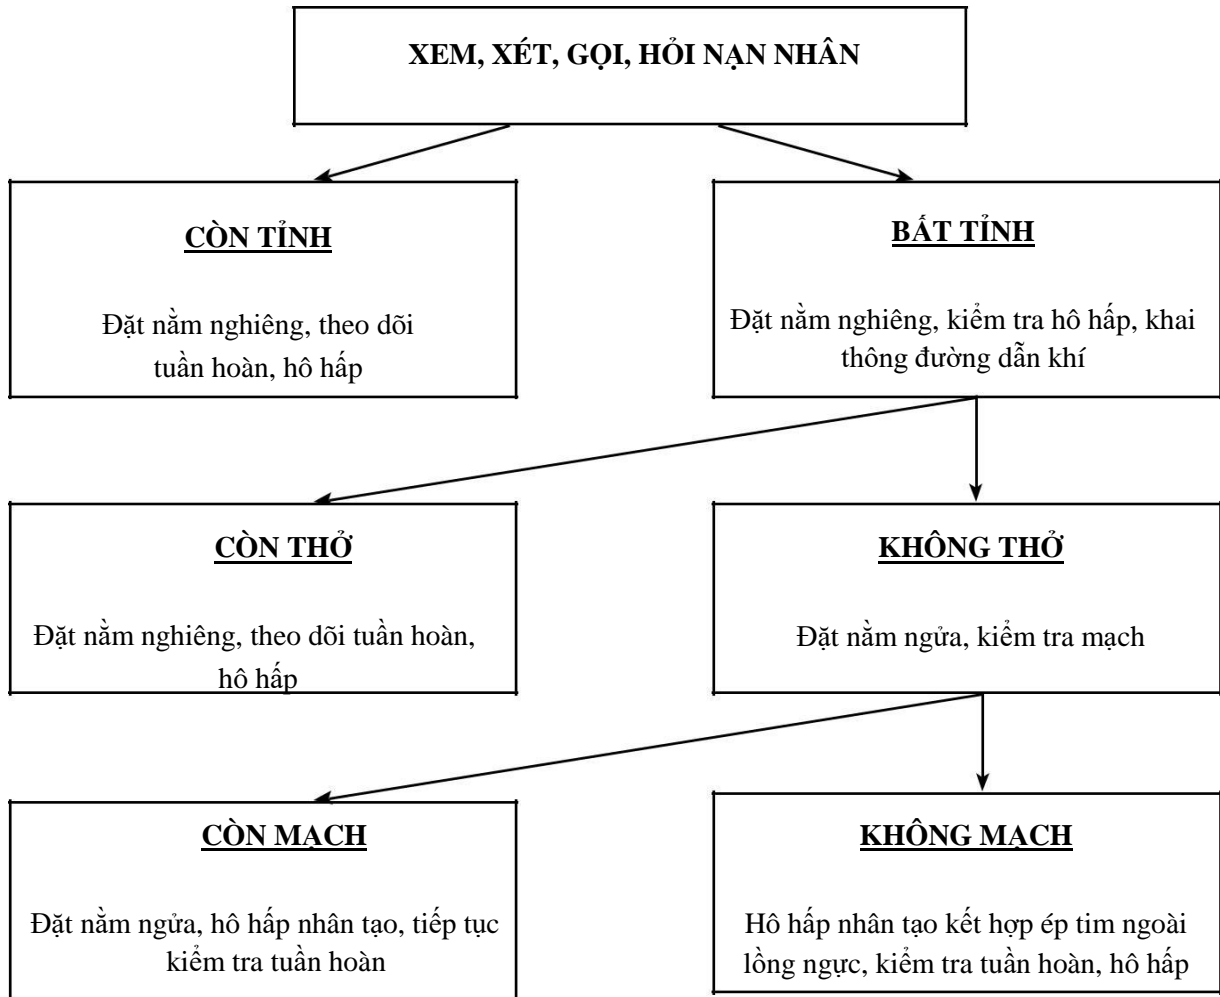 XEM, XÉT, GỌI, HỎI NẠN NHÂN
CÒN TỈNH
Đặt nằm nghiêng, theo dõi
tuần hoàn, hô hấp
BẤT TỈNH
Đặt nằm nghiêng, kiểm tra hô hấp, khai
thông đường dẫn khí
CÒN THỞ
Đặt nằm nghiêng, theo dõi tuần hoàn,
hô hấp
KHÔNG THỞ
Đặt nằm ngửa, kiểm tra mạch
CÒN MẠCH
Đặt nằm ngửa, hô hấp nhân tạo, tiếp tục
kiểm tra tuần hoàn
KHÔNG MẠCH
Hô hấp nhân tạo kết hợp ép tim ngoài
lồng ngực, kiểm tra tuần hoàn, hô hấp